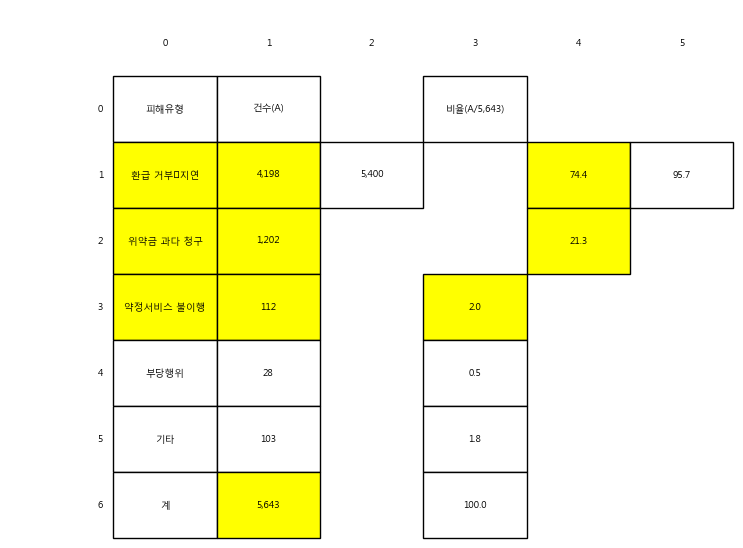 0 1 2 3 4 5
0 피해유형 건수(A) 비율(A/5,643)
1 환급 거부▯지연 4,198 5,400 74.4 95.7
2 위약금 과다 청구 1,202 21.3
3 약정서비스 불이행 112 2.0
4 부당행위 28 0.5
5 기타 103 1.8
6 계 5,643 100.0